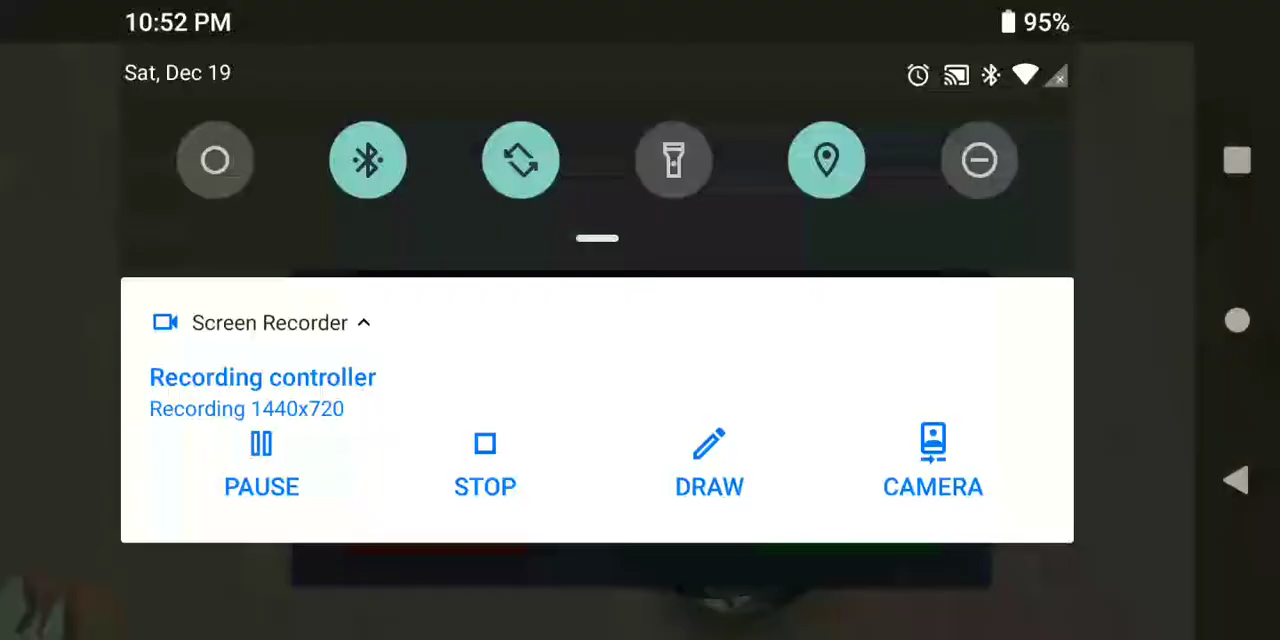 10:52 PM
95%
Sat, Dec 19
Screen Recorder
Recording controller
Recording 1440x720
PAUSE
STOP
DRAW
CAMERA